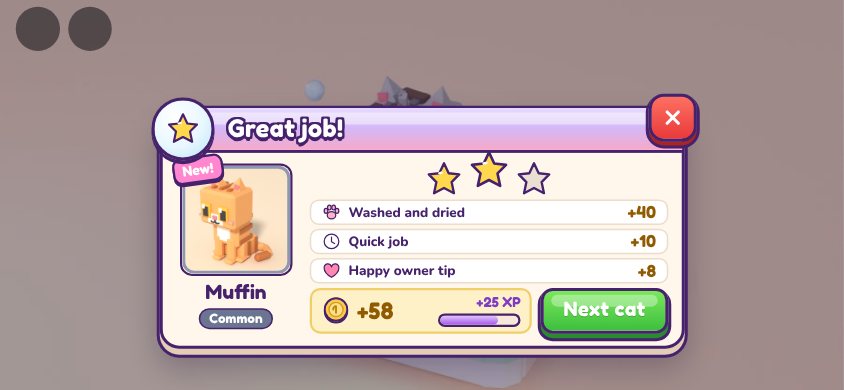 Great job!
New!
Muffin
Common
Washed and dried +40
Quick job +10
Happy owner tip +8
1 +58
+25 XP
Next cat